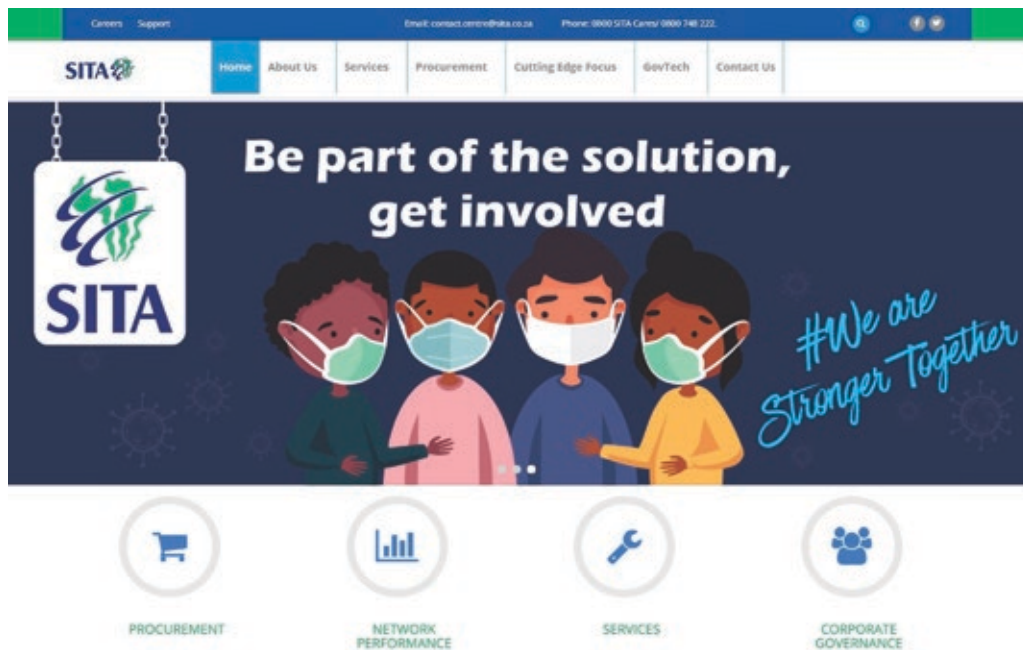 Careers Support Email: contact.centre@sita.co.za Phone: 0800 SITA Cares/ 0800 748 222.
SITA
Home About Us Services Procurement Cutting Edge Focus GovTech Contact Us
Be part of the solution,
get involved
SITA
#We are
Stronger Together
PROCUREMENT
NETWORK
PERFORMANCE
SERVICES
CORPORATE
GOVERNANCE